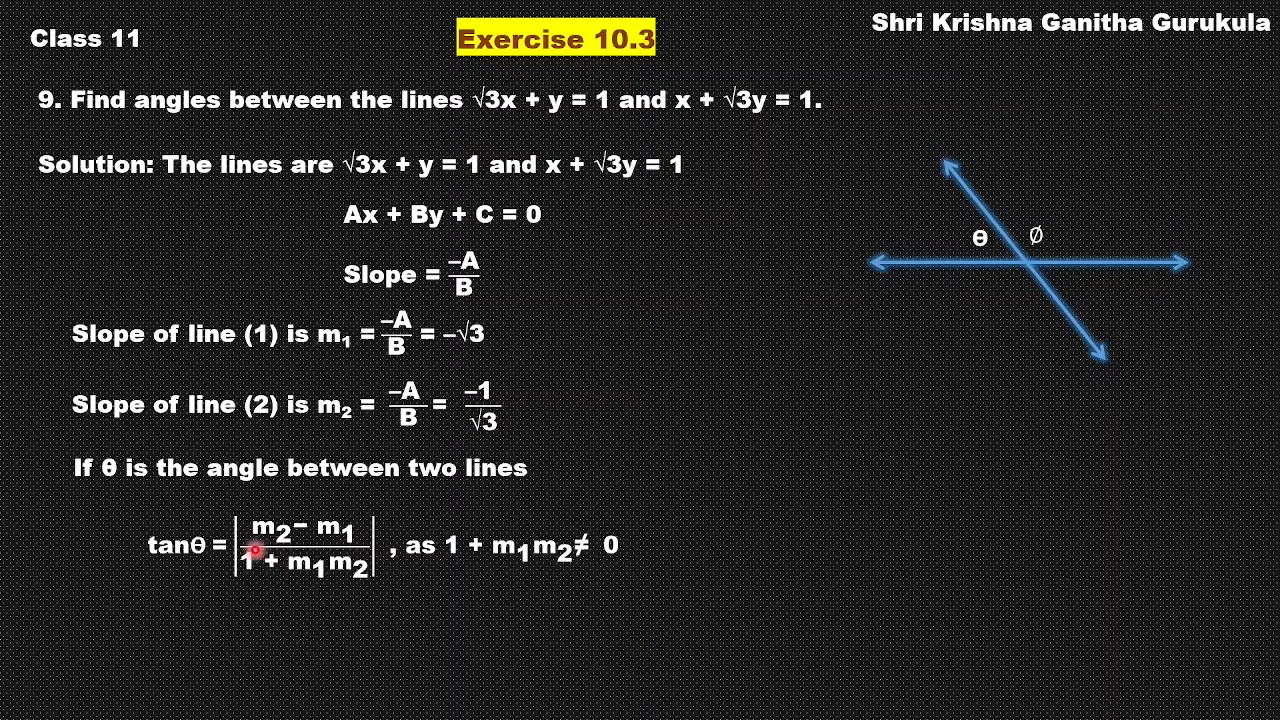 Class 11
Exercise 10.3
Shri Krishna Ganitha Gurukula
9. Find angles between the lines √3x + y = 1 and x + √3y = 1.
Solution: The lines are √3x + y = 1 and x + √3y = 1
Ax + By + C = 0
Slope = –A/B
Slope of line (1) is m₁ = –A/B = –√3
Slope of line (2) is m₂ = –A/B = –1/√3
If θ is the angle between two lines
tanɵ = |m₂– m₁ / 1 + m₁m₂| , as 1 + m₁m₂≠ 0
ɵ ∅